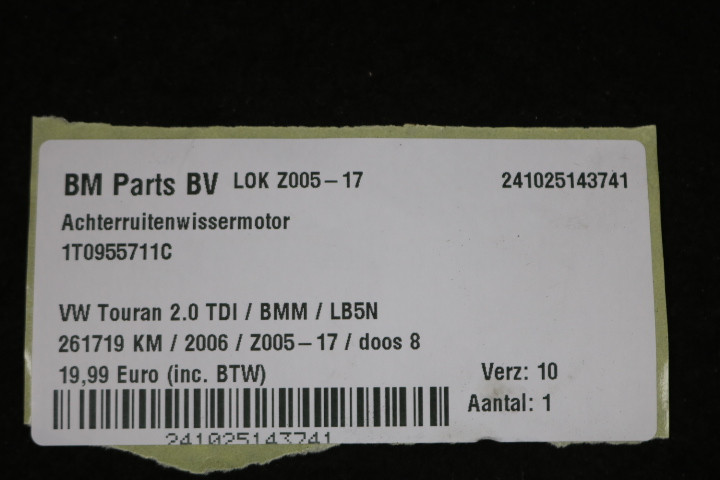 BM Parts BV LOK Z005-17 241025143741
Achterruitenwissermotor
1T0955711C
VW Touran 2.0 TDI / BMM / LB5N
261719 KM / 2006 / Z005-17 / doos 8
19,99 Euro (inc. BTW) Verz: 10
Aantal: 1
241025143741